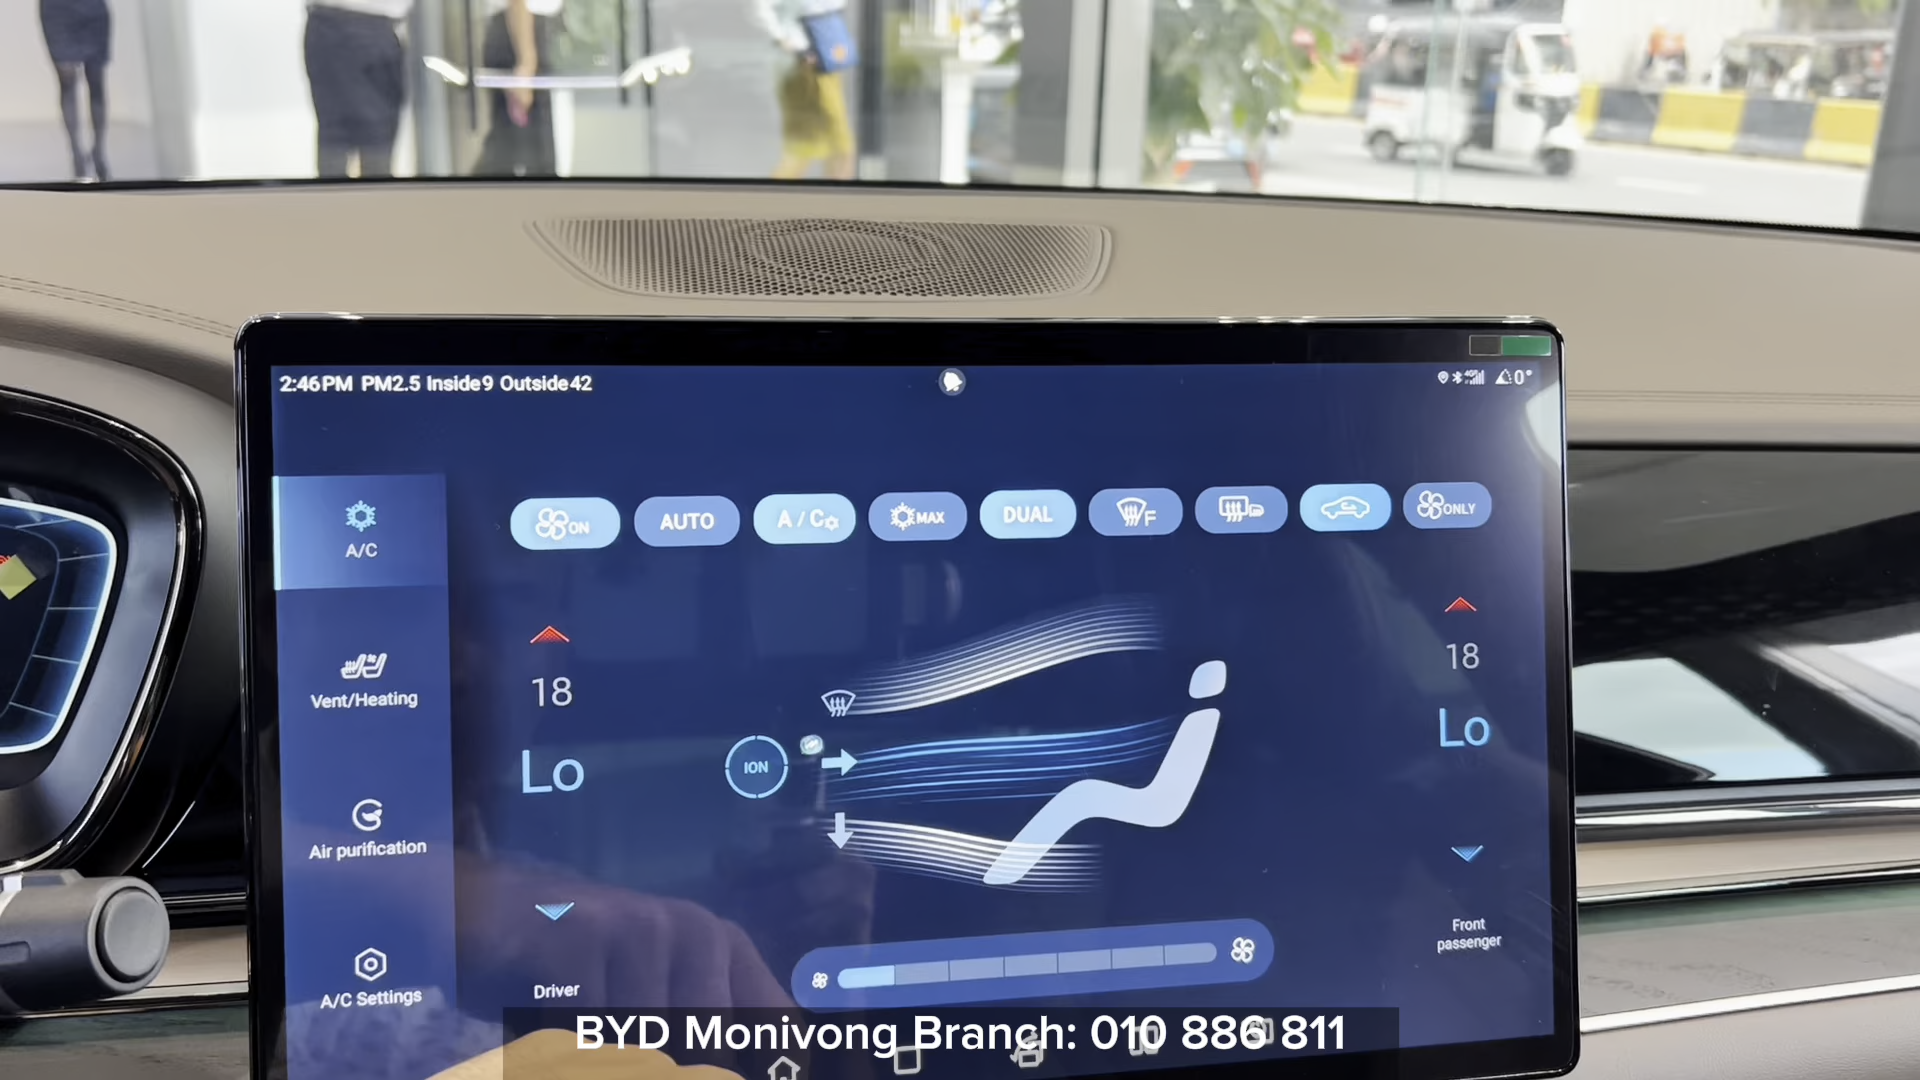 2:46PM PM2.5 Inside9 Outside42
0°
ON
AUTO
A/C
MAX
DUAL
F
ONLY
A/C
Vent/Heating
Air purification
A/C Settings
18
Lo
Driver
ION
18
Lo
Front
passenger
BYD Monivong Branch: 010 886 811